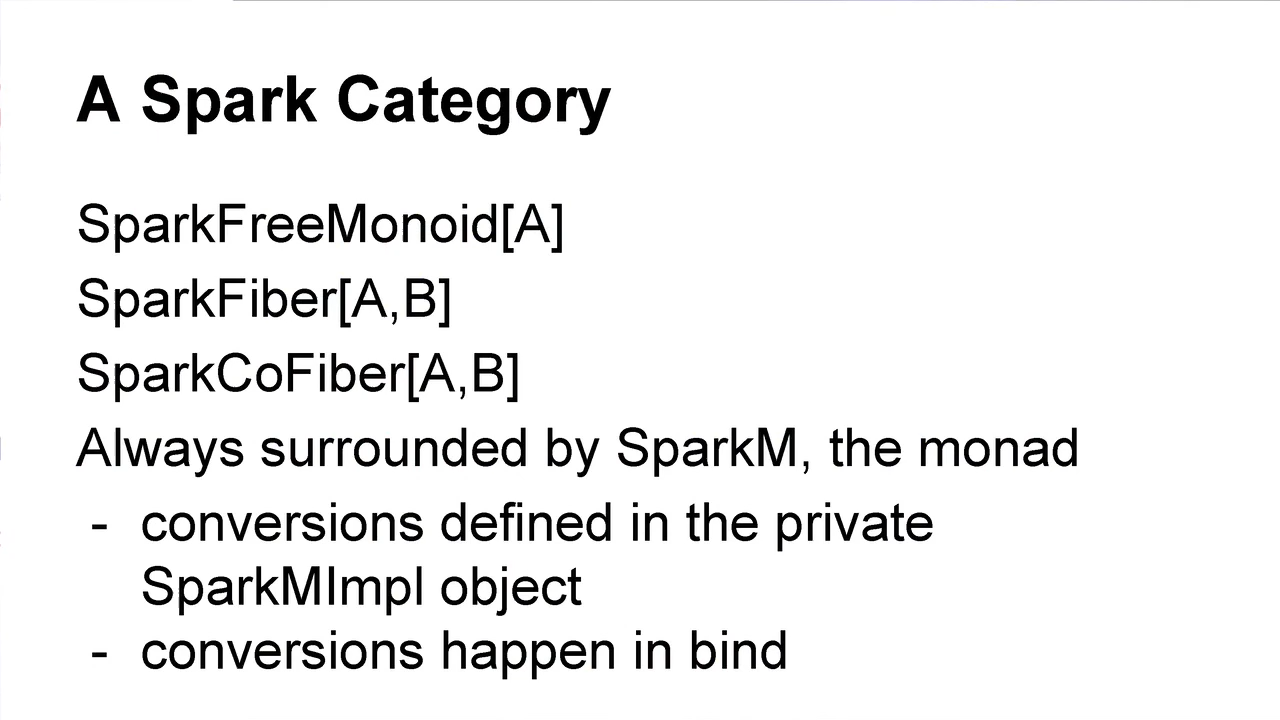 A Spark Category
SparkFreeMonoid[A]
SparkFiber[A,B]
SparkCoFiber[A,B]
Always surrounded by SparkM, the monad
- conversions defined in the private
SparkMImpl object
- conversions happen in bind